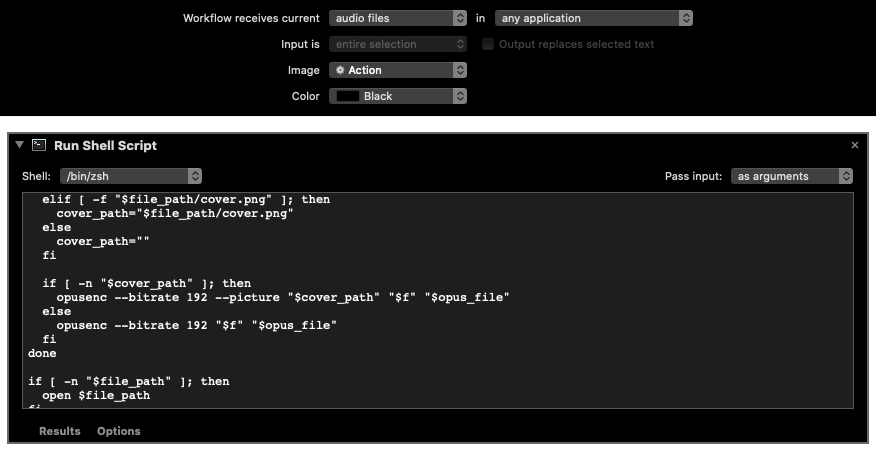 Workflow receives current audio files in any application
Input is entire selection Output replaces selected text
Image Action
Color Black
Run Shell Script
Shell: /bin/zsh Pass input: as arguments
  elif [ -f "$file_path/cover.png" ]; then
    cover_path="$file_path/cover.png"
  else
    cover_path=""
  fi

  if [ -n "$cover_path" ]; then
    opusenc --bitrate 192 --picture "$cover_path" "$f" "$opus_file"
  else
    opusenc --bitrate 192 "$f" "$opus_file"
  fi
done

if [ -n "$file_path" ]; then
  open $file_path
fi
Results Options